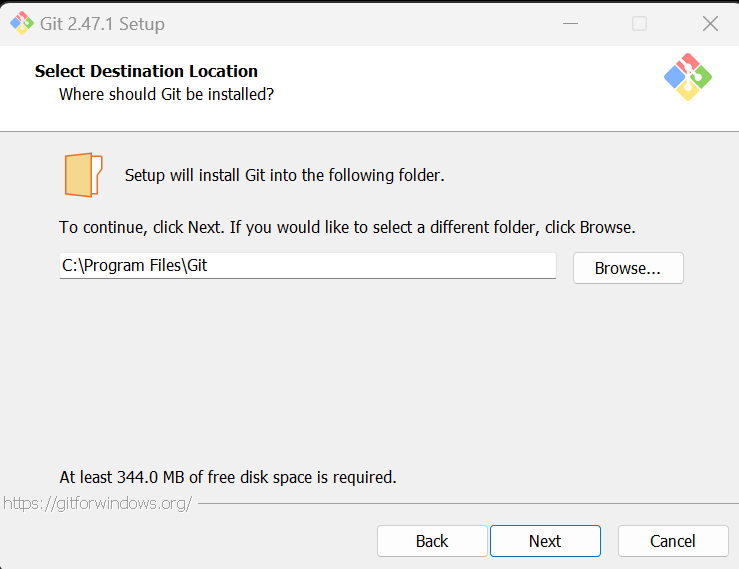 Git 2.47.1 Setup
Select Destination Location
Where should Git be installed?
Setup will install Git into the following folder.
To continue, click Next. If you would like to select a different folder, click Browse.
C:\Program Files\Git
Browse...
At least 344.0 MB of free disk space is required.
https://gitforwindows.org/
Back
Next
Cancel